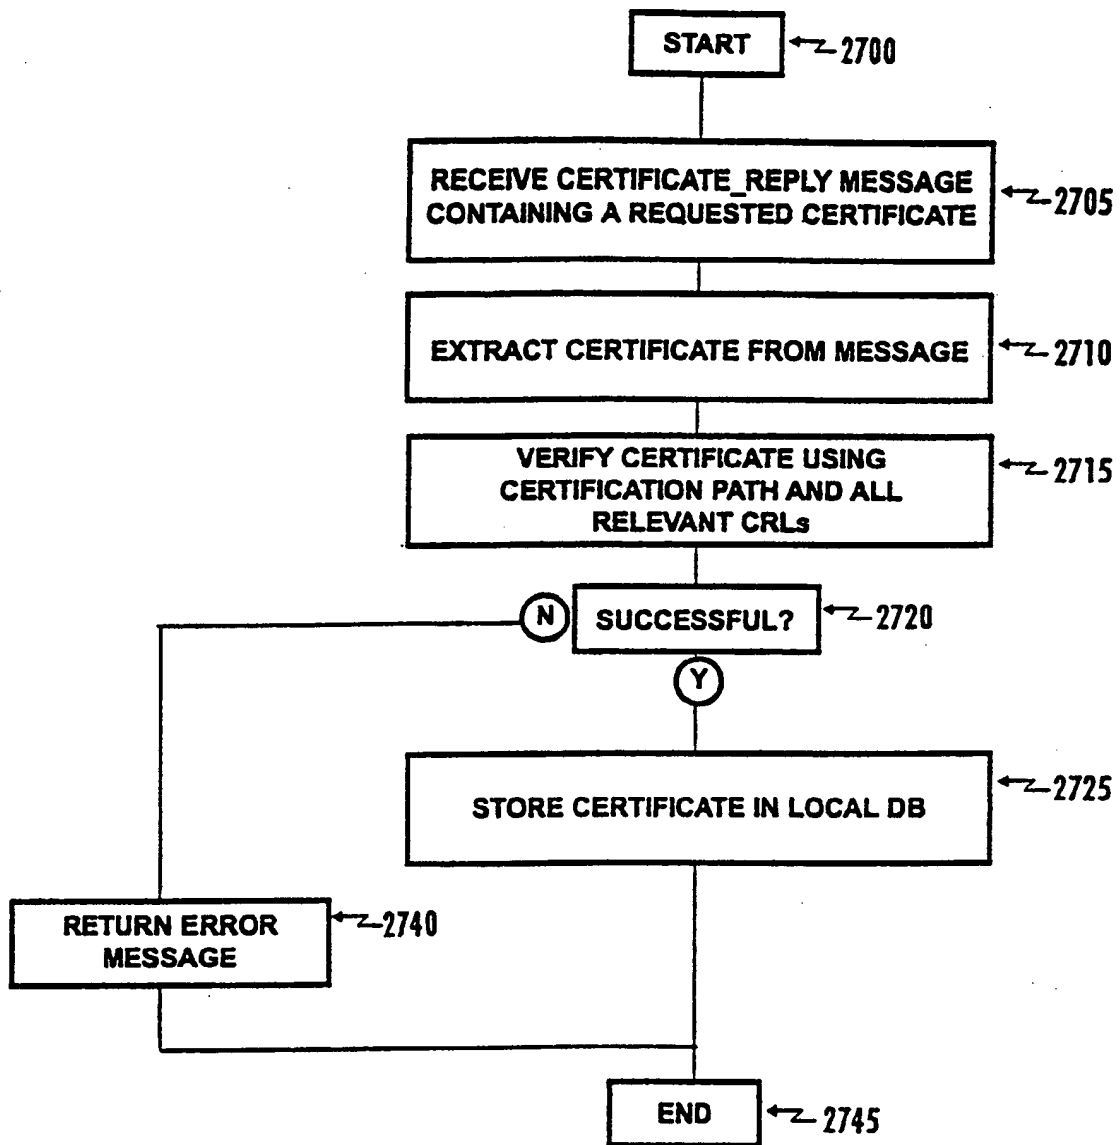 START
2700
RECEIVE CERTIFICATE_REPLY MESSAGE
CONTAINING A REQUESTED CERTIFICATE
2705
EXTRACT CERTIFICATE FROM MESSAGE
2710
VERIFY CERTIFICATE USING
CERTIFICATION PATH AND ALL
RELEVANT CRLs
2715
N
SUCCESSFUL?
2720
Y
STORE CERTIFICATE IN LOCAL DB
2725
RETURN ERROR
MESSAGE
2740
END
2745